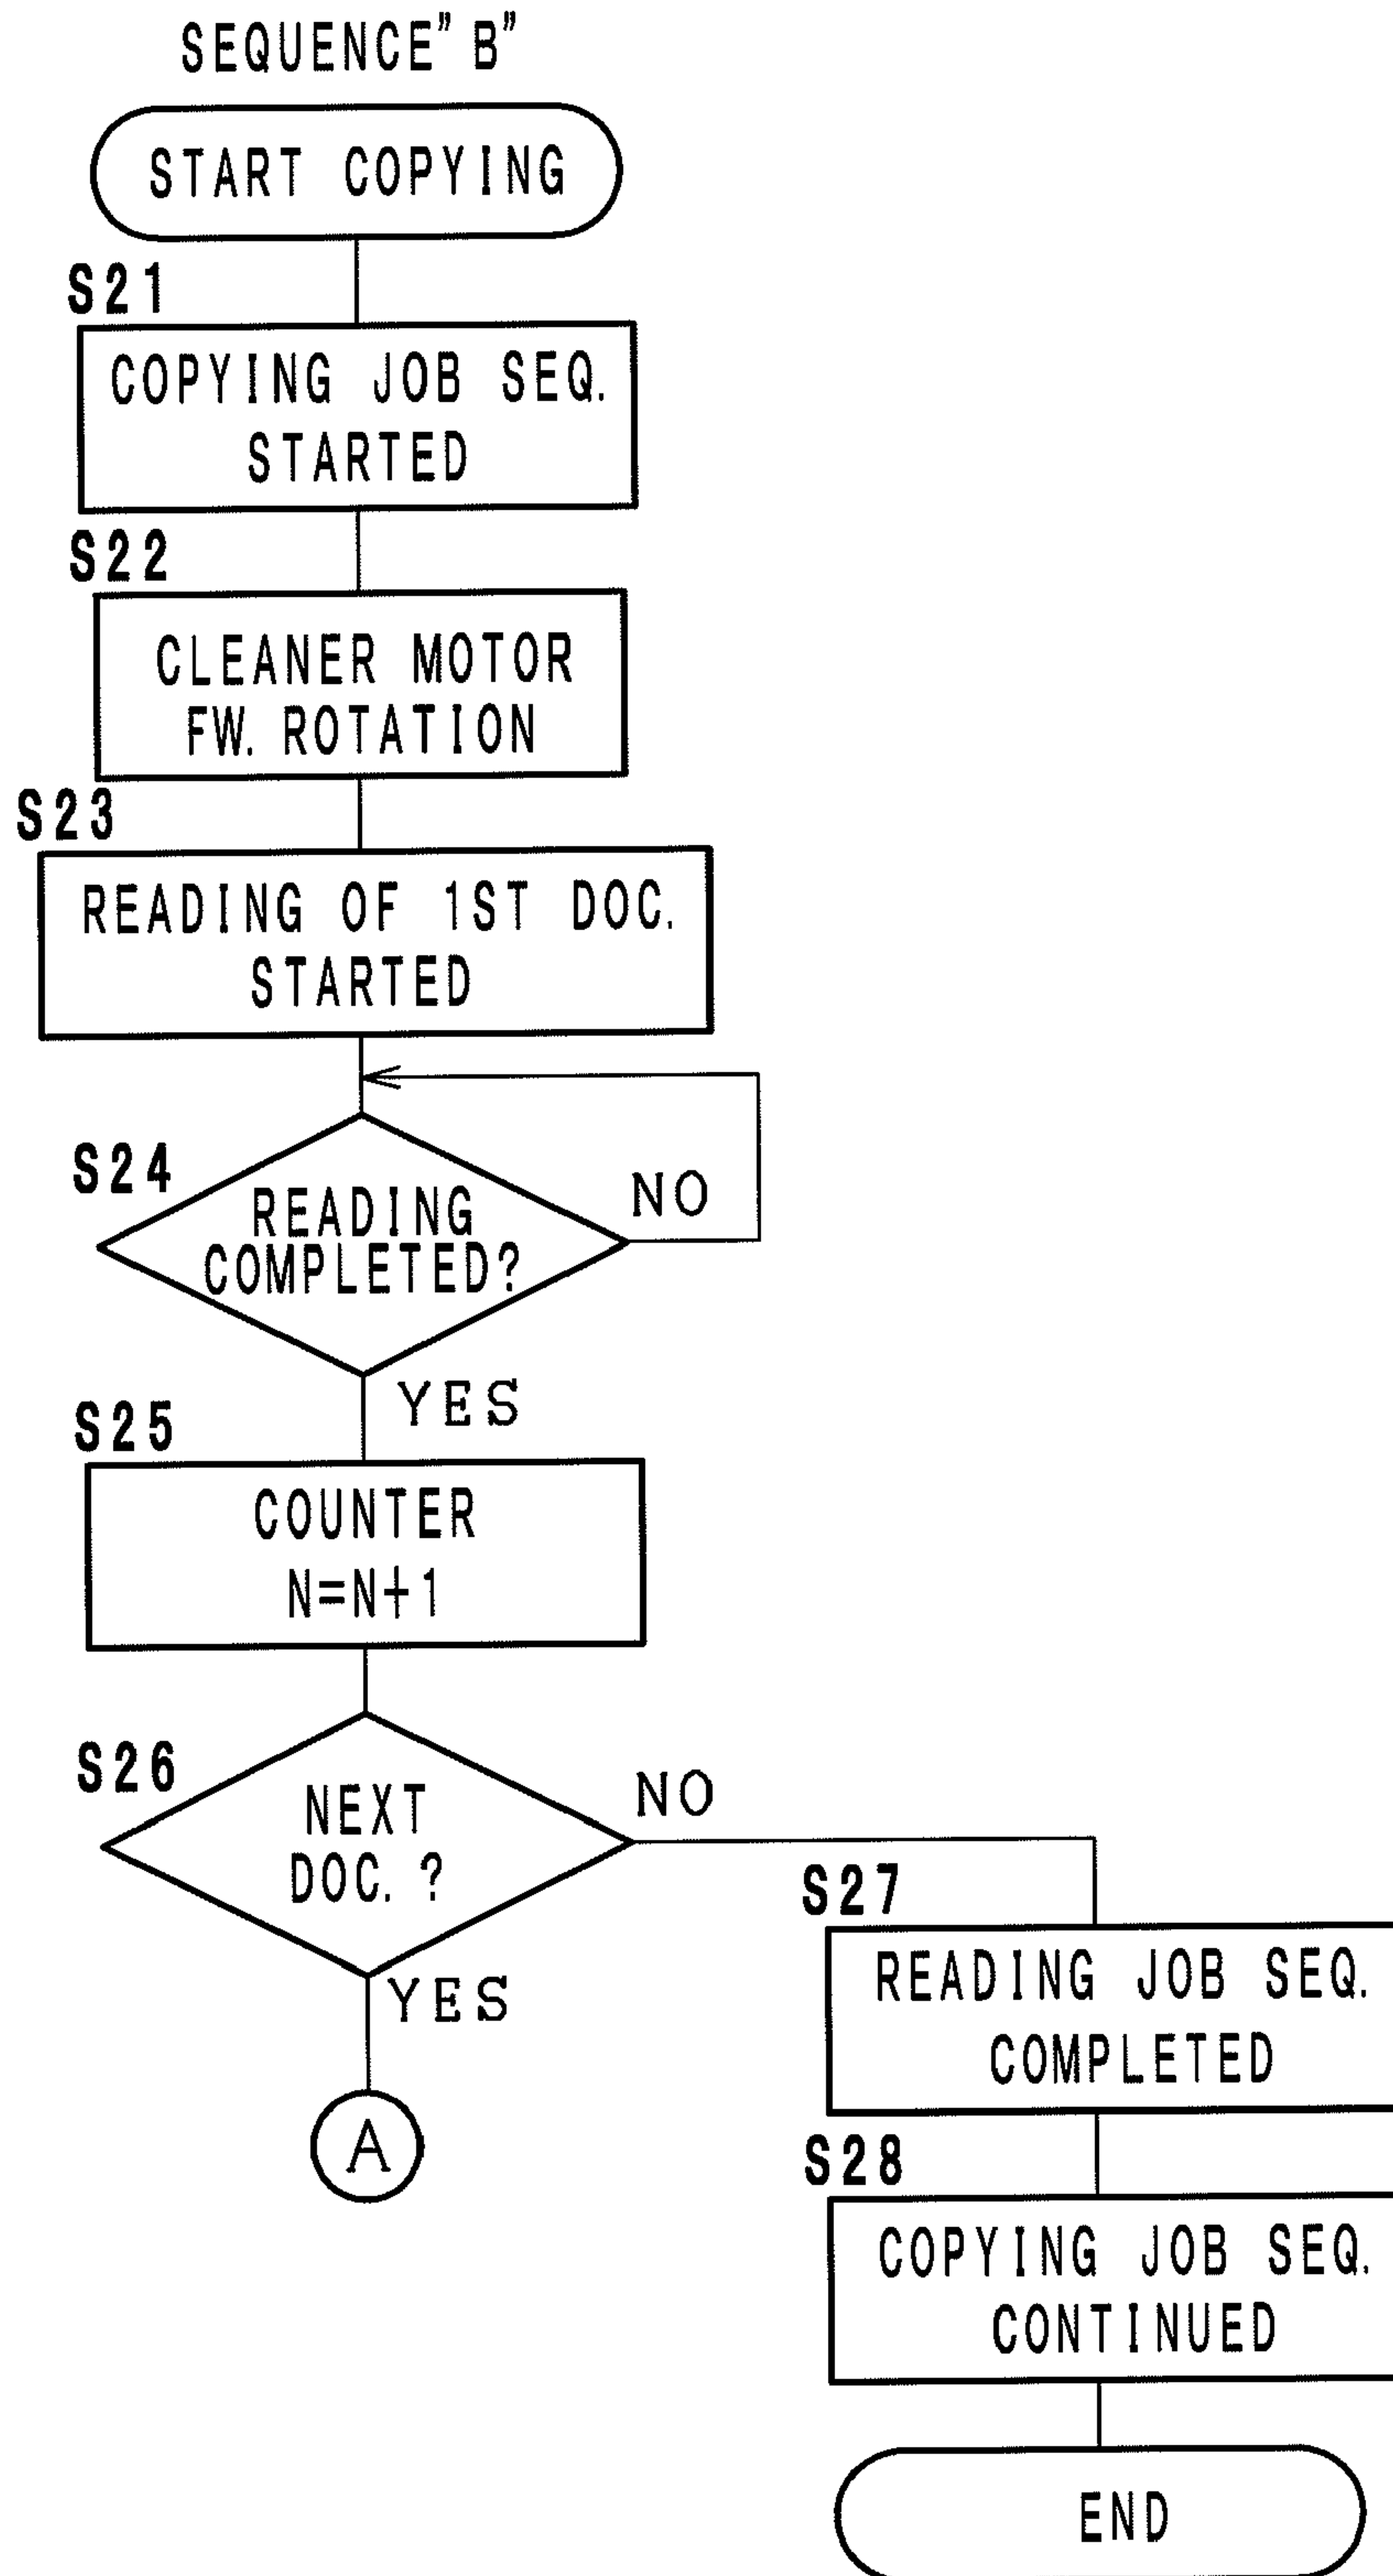 SEQUENCE" B"
START COPYING
S21
COPYING JOB SEQ.
STARTED
S22
CLEANER MOTOR
FW. ROTATION
S23
READING OF 1ST DOC.
STARTED
S24
READING
COMPLETED?
NO
YES
S25
COUNTER
N=N+1
S26
NEXT
DOC. ?
NO
YES
A
S27
READING JOB SEQ.
COMPLETED
S28
COPYING JOB SEQ.
CONTINUED
END